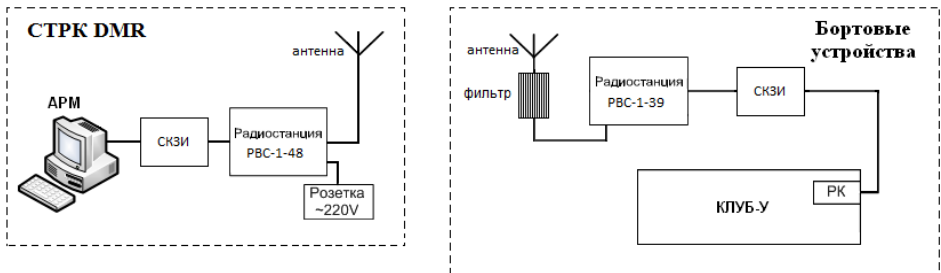 СТРК DMR
антенна
АРМ
СКЗИ
Радиостанция
РВС-1-48
Розетка
~220V
Бортовые
устройства
антенна
фильтр
Радиостанция
РВС-1-39
СКЗИ
РК
КЛУБ-У